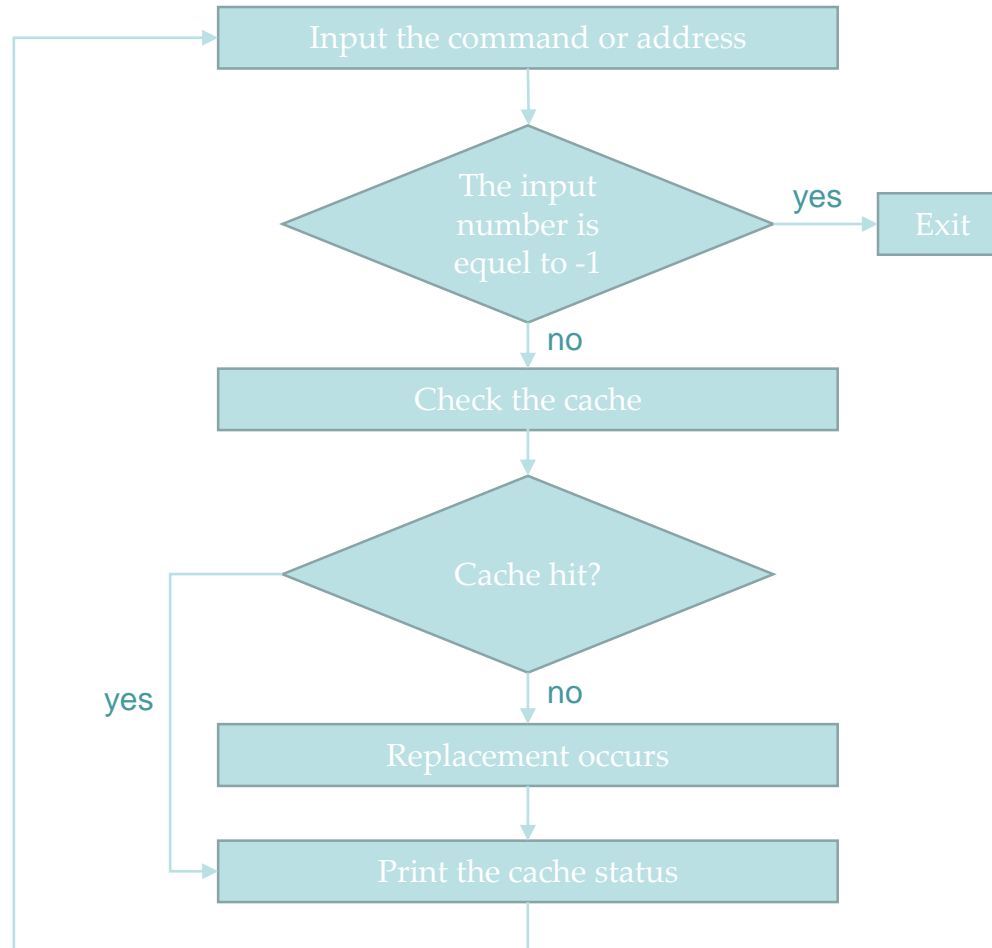 Input the command or address
The input
number is
equel to -1
yes
Exit
no
Check the cache
Cache hit?
yes
no
Replacement occurs
Print the cache status